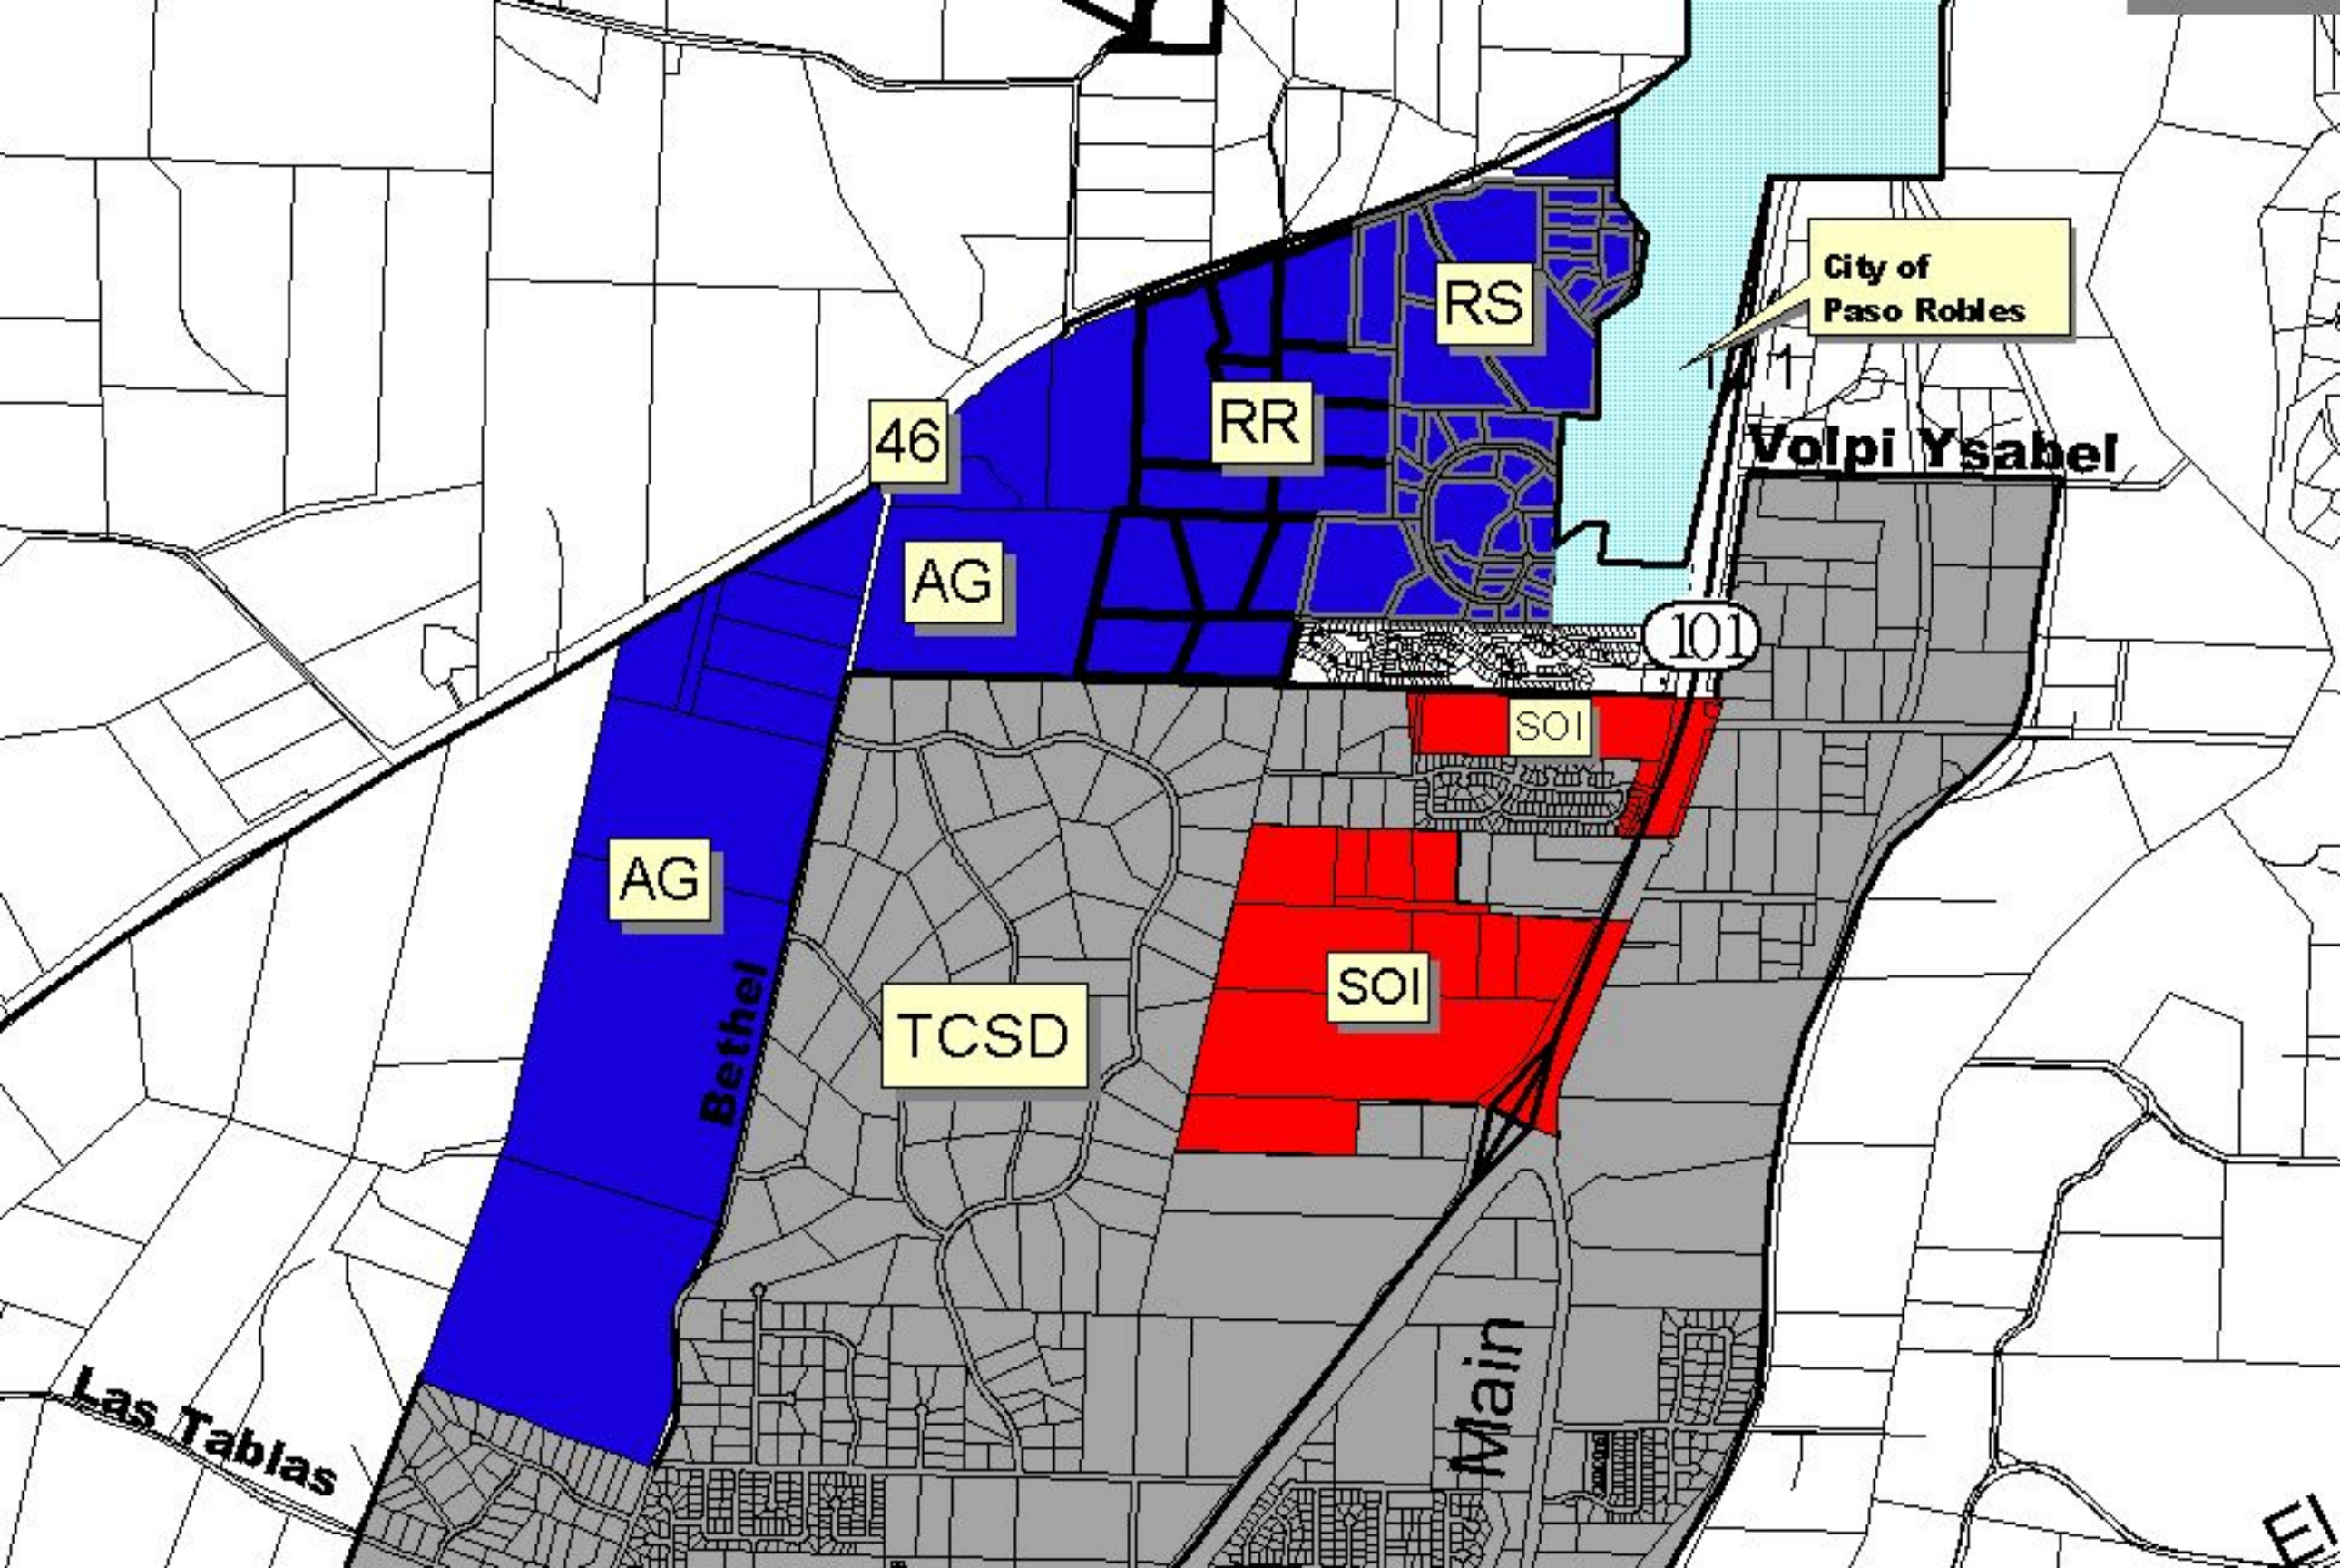 City of
Paso Robles
RS
RR
46
Volpi Ysabel
AG
101
SOI
AG
SOI
TCSD
Bethel
Main
Las Tablas
El